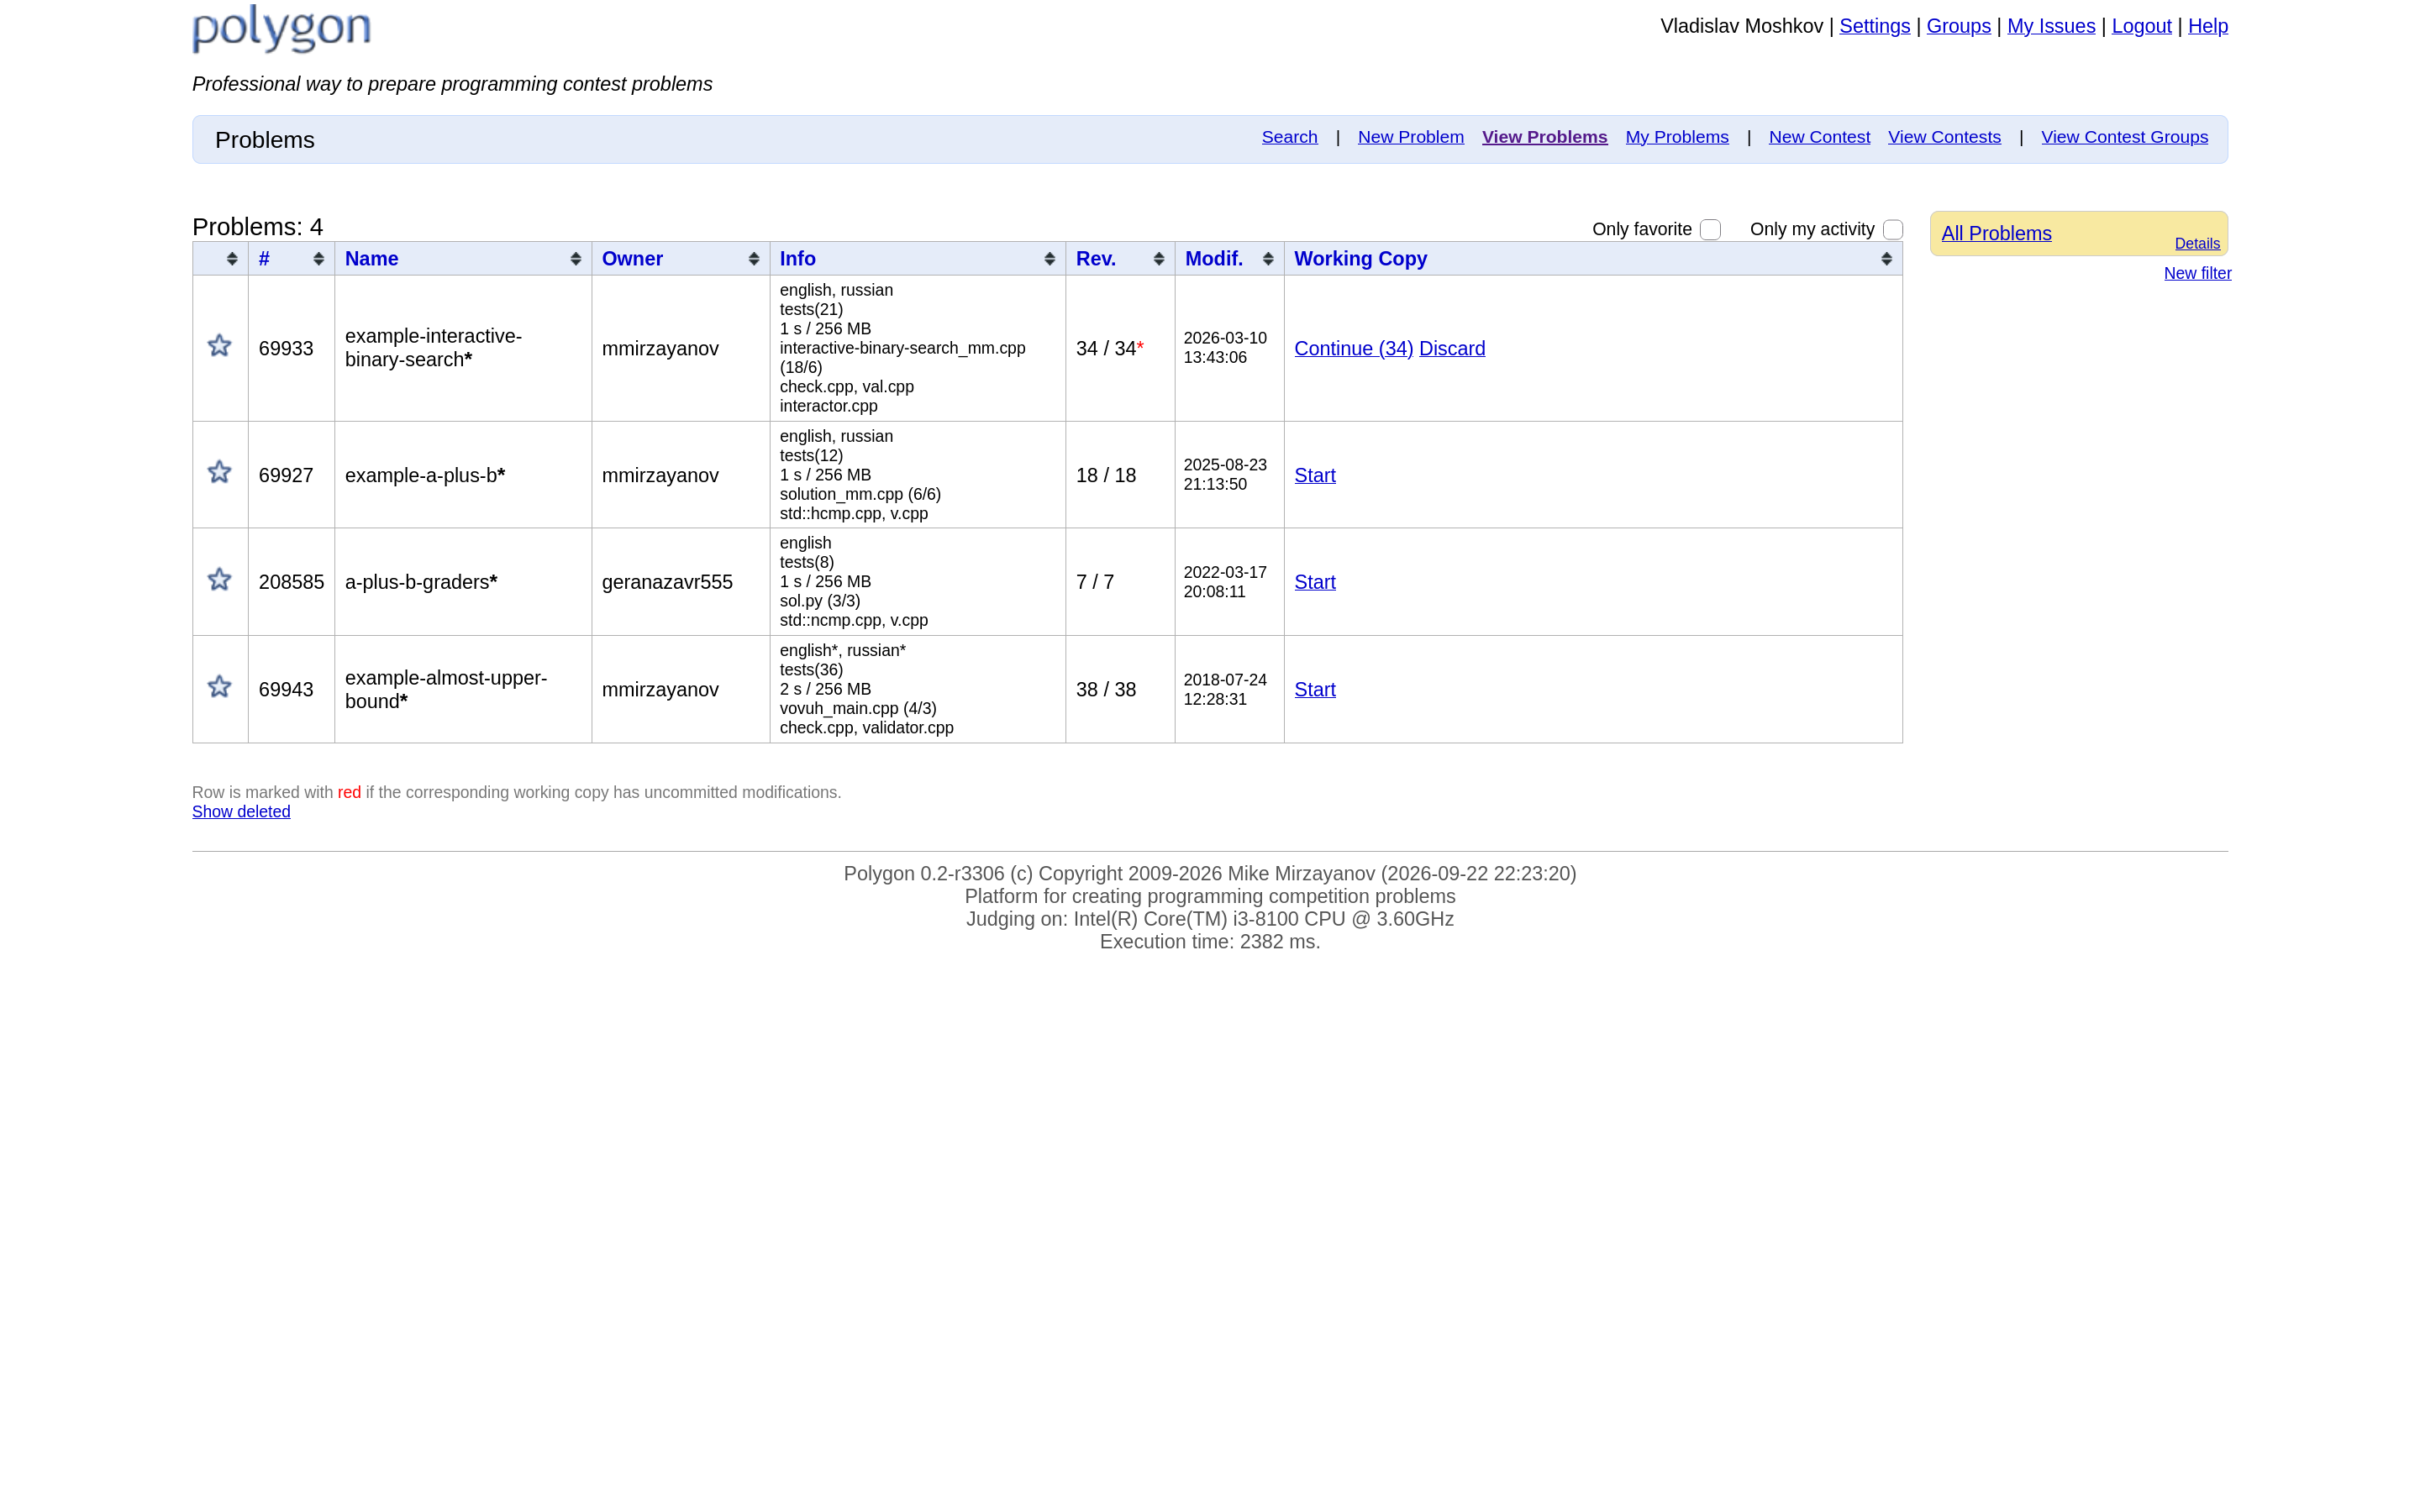 polygon
Vladislav Moshkov | Settings | Groups | My Issues | Logout | Help
Professional way to prepare programming contest problems
Problems
Search | New Problem View Problems My Problems | New Contest View Contests | View Contest Groups
Problems: 4
Only favorite Only my activity
All Problems
Details
New filter
# Name Owner Info Rev. Modif. Working Copy
69933
example-interactive-
binary-search*
mmirzayanov
english, russian
tests(21)
1 s / 256 MB
interactive-binary-search_mm.cpp
(18/6)
check.cpp, val.cpp
interactor.cpp
34 / 34*
2026-03-10
13:43:06
Continue (34) Discard
69927
example-a-plus-b*
mmirzayanov
english, russian
tests(12)
1 s / 256 MB
solution_mm.cpp (6/6)
std::hcmp.cpp, v.cpp
18 / 18
2025-08-23
21:13:50
Start
208585
a-plus-b-graders*
geranazavr555
english
tests(8)
1 s / 256 MB
sol.py (3/3)
std::ncmp.cpp, v.cpp
7 / 7
2022-03-17
20:08:11
Start
69943
example-almost-upper-
bound*
mmirzayanov
english*, russian*
tests(36)
2 s / 256 MB
vovuh_main.cpp (4/3)
check.cpp, validator.cpp
38 / 38
2018-07-24
12:28:31
Start
Row is marked with red if the corresponding working copy has uncommitted modifications.
Show deleted
Polygon 0.2-r3306 (c) Copyright 2009-2026 Mike Mirzayanov (2026-09-22 22:23:20)
Platform for creating programming competition problems
Judging on: Intel(R) Core(TM) i3-8100 CPU @ 3.60GHz
Execution time: 2382 ms.